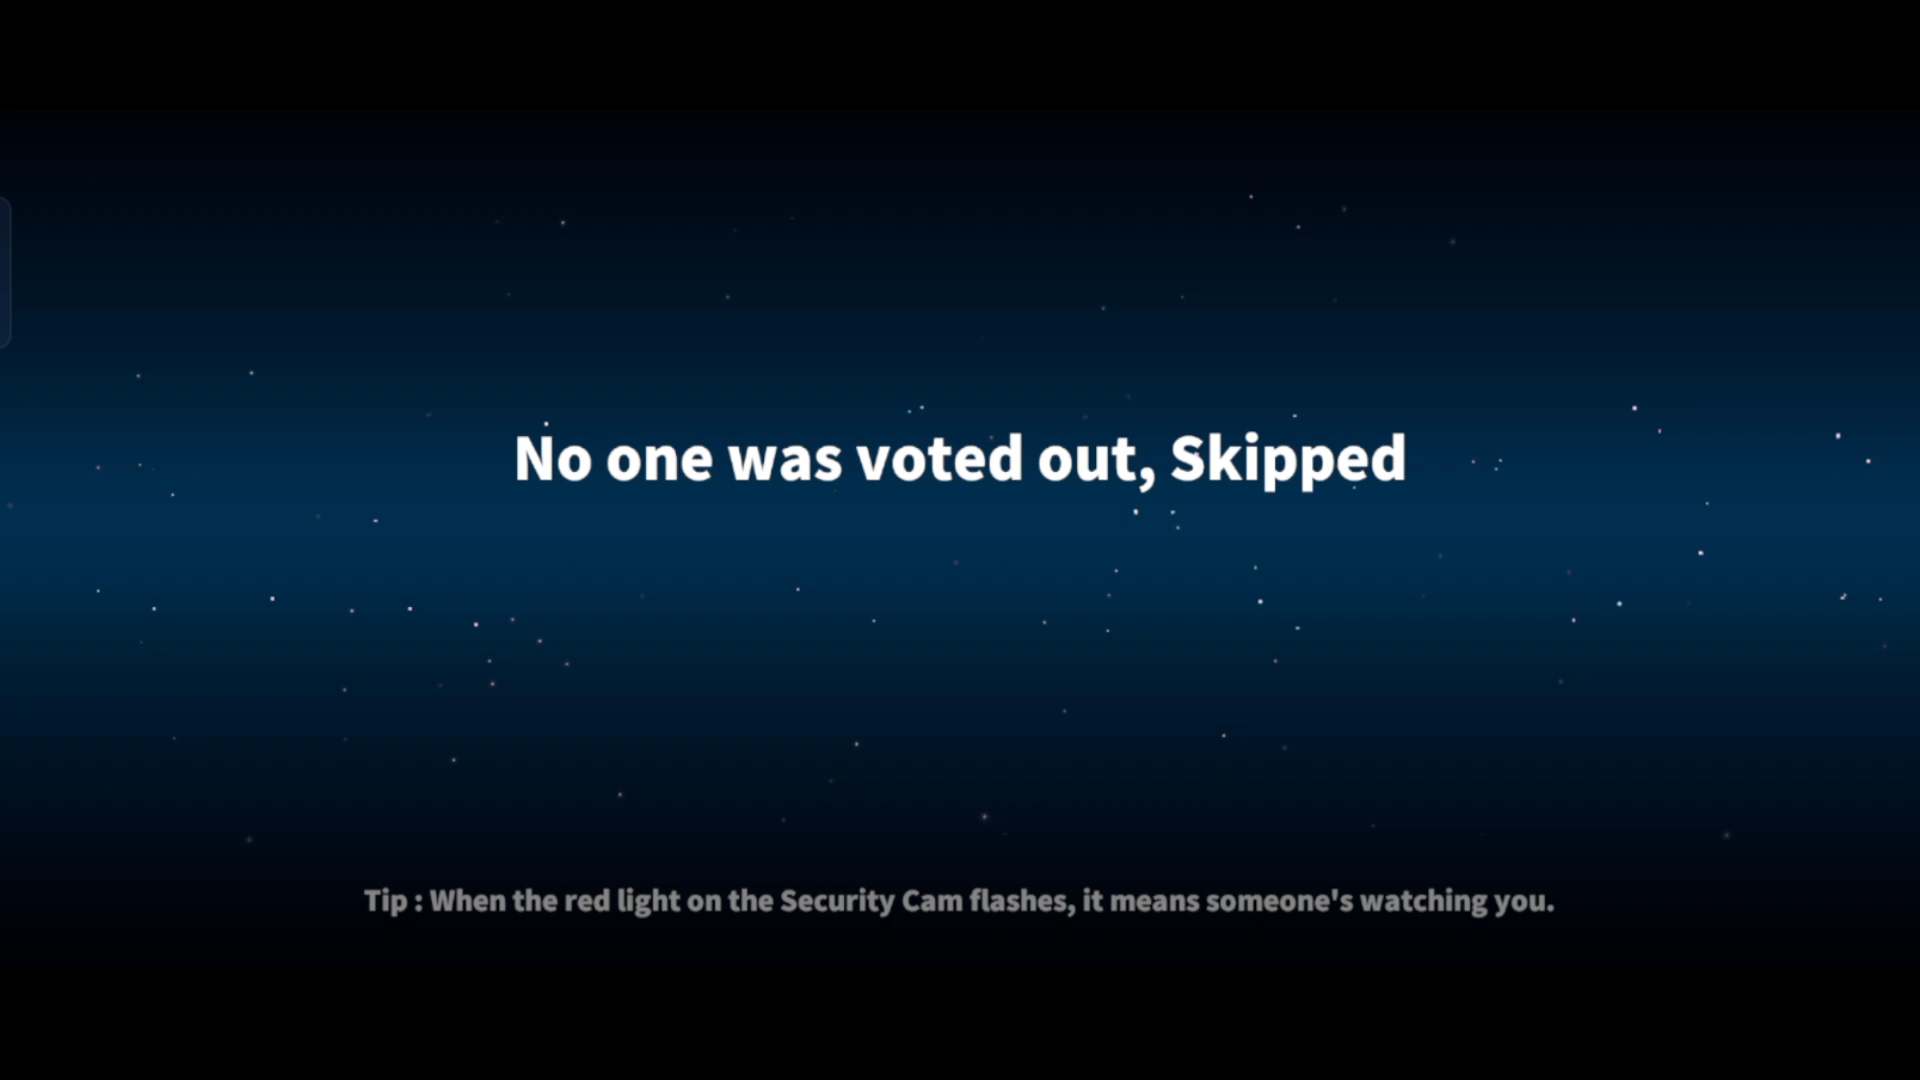 No one was voted out, Skipped
Tip : When the red light on the Security Cam flashes, it means someone's watching you.